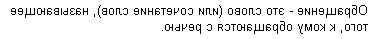 Обращение - это слово (или сочетание слов), называющее
того, к кому обращаются с речью.